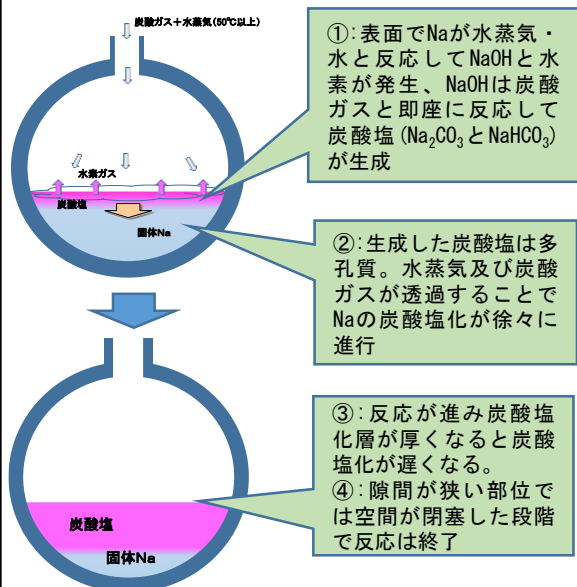 炭酸ガス＋水蒸気(50℃以上)
①:表面でNaが水蒸気・
水と反応してNaOHと水
素が発生、NaOHは炭酸
ガスと即座に反応して
炭酸塩(Na₂CO₃とNaHCO₃)
が生成
水素ガス
炭酸塩
固体Na
②:生成した炭酸塩は多
孔質。水蒸気及び炭酸
ガスが透過することで
Naの炭酸塩化が徐々に
進行
③:反応が進み炭酸塩
化層が厚くなると炭酸
塩化が遅くなる。
④:隙間が狭い部位で
は空間が閉塞した段階
で反応は終了
炭酸塩
固体Na